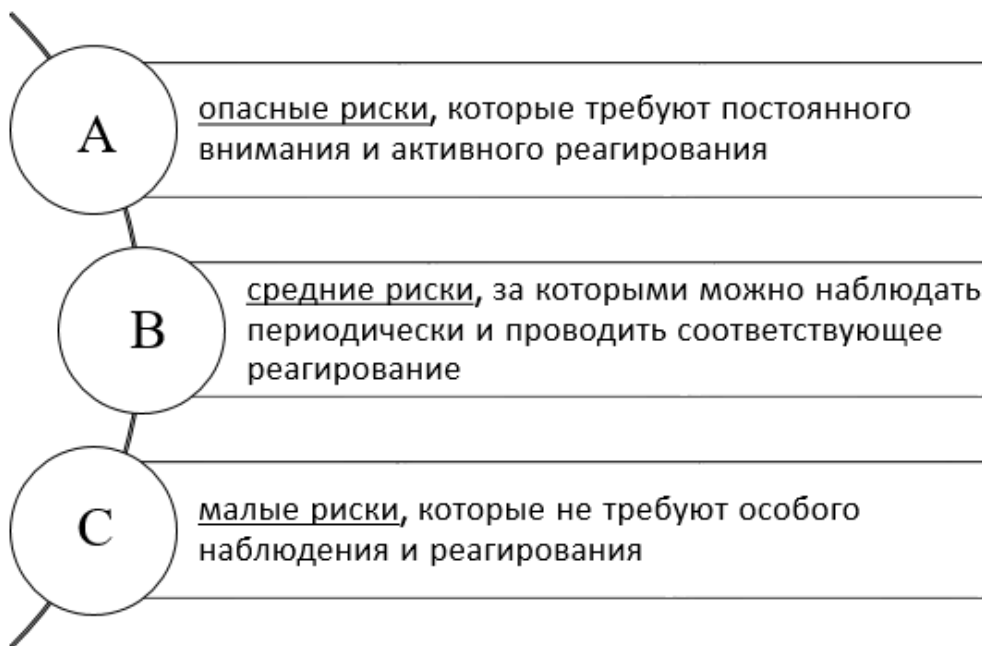 A
опасные риски, которые требуют постоянного
внимания и активного реагирования
B
средние риски, за которыми можно наблюдать
периодически и проводить соответствующее
реагирование
C
малые риски, которые не требуют особого
наблюдения и реагирования